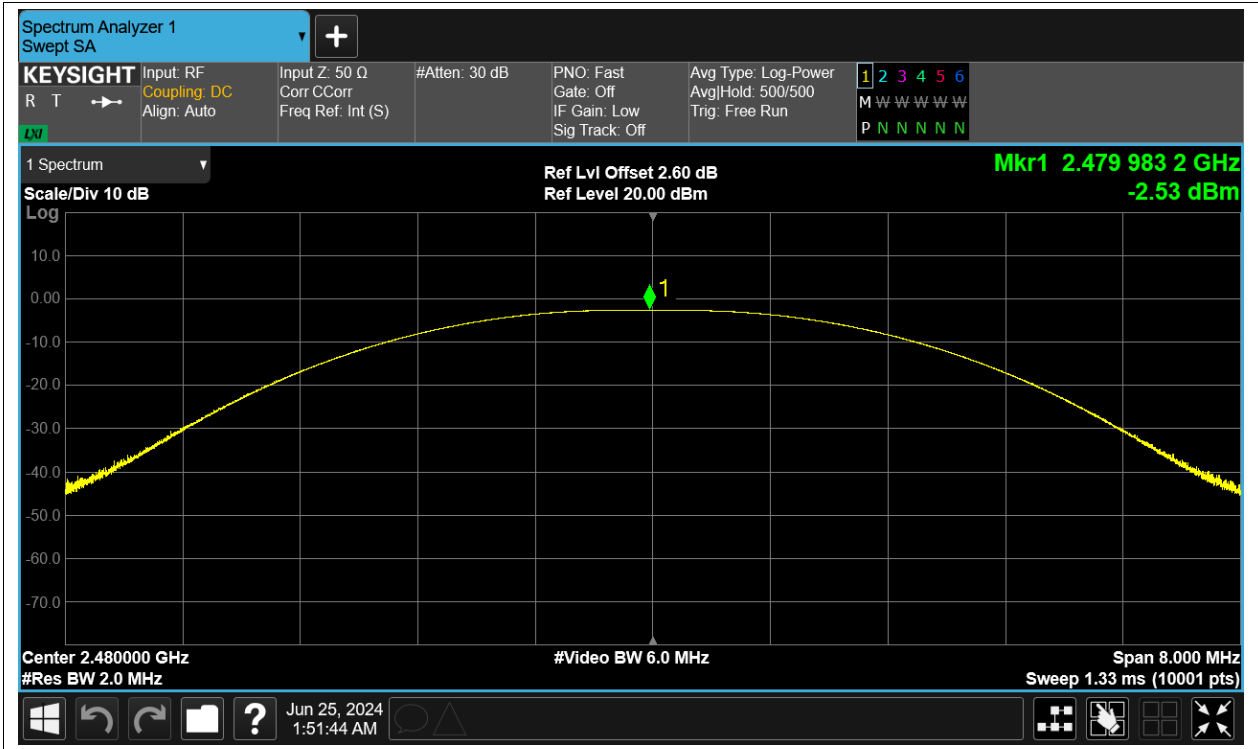 Spectrum Analyzer 1
Swept SA
KEYSIGHT
R T
LXI
Input: RF
Coupling: DC
Align: Auto
Input Z: 50 Ω
Corr CCorr
Freq Ref: Int (S)
#Atten: 30 dB
PNO: Fast
Gate: Off
IF Gain: Low
Sig Track: Off
Avg Type: Log-Power
Avg|Hold: 500/500
Trig: Free Run
1 2 3 4 5 6
M W W W W W
P N N N N N
1 Spectrum
Scale/Div 10 dB
Log
Ref Lvl Offset 2.60 dB
Ref Level 20.00 dBm
Mkr1 2.479 983 2 GHz
-2.53 dBm
10.0
0.00
-10.0
-20.0
-30.0
-40.0
-50.0
-60.0
-70.0
1
Center 2.480000 GHz
#Res BW 2.0 MHz
#Video BW 6.0 MHz
Span 8.000 MHz
Sweep 1.33 ms (10001 pts)
?
Jun 25, 2024
1:51:44 AM